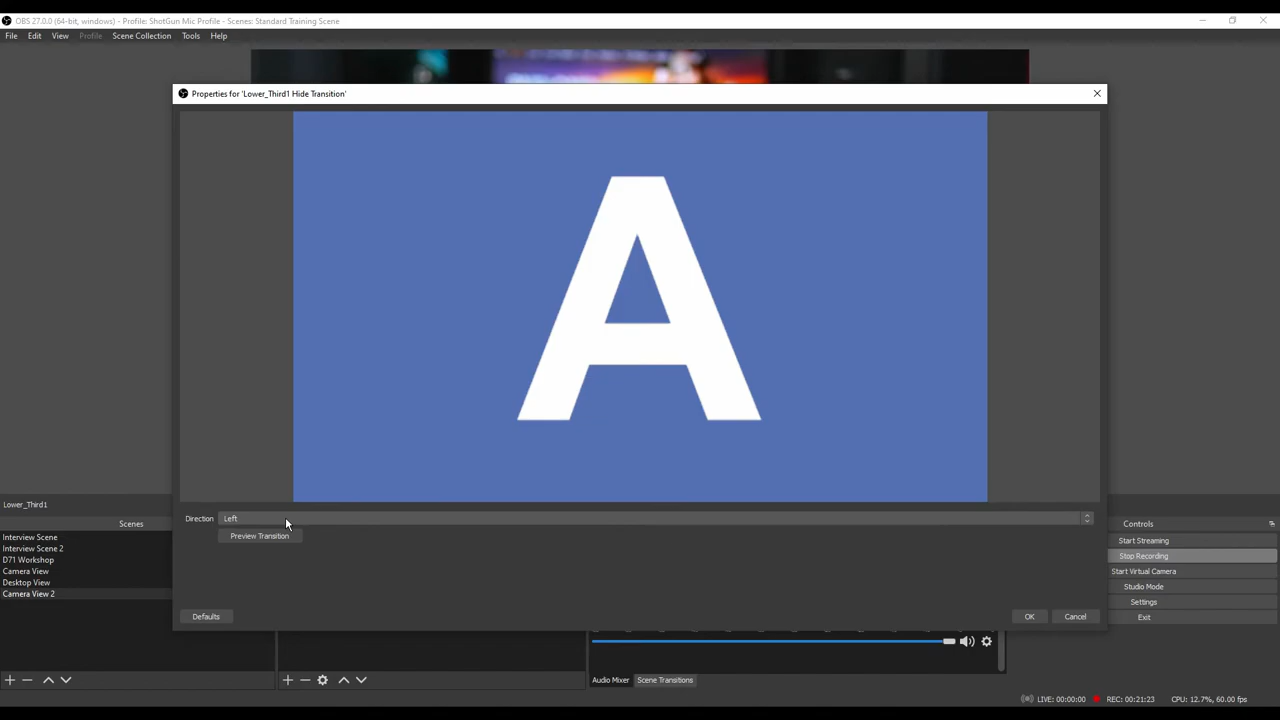 OBS 27.0.0 (64-bit, windows) - Profile: ShotGun Mic Profile - Scenes: Standard Training Scene
File Edit View Profile Scene Collection Tools Help
Properties for 'Lower_Third1 Hide Transition'
A
Lower_Third1
Direction Left
Preview Transition
Scenes
Interview Scene
Interview Scene 2
D71 Workshop
Camera View
Desktop View
Camera View 2
Controls
Start Streaming
Stop Recording
Start Virtual Camera
Studio Mode
Settings
Exit
Defaults OK Cancel
Audio Mixer Scene Transitions
LIVE: 00:00:00 REC: 00:21:23 CPU: 12.7%, 60.00 fps